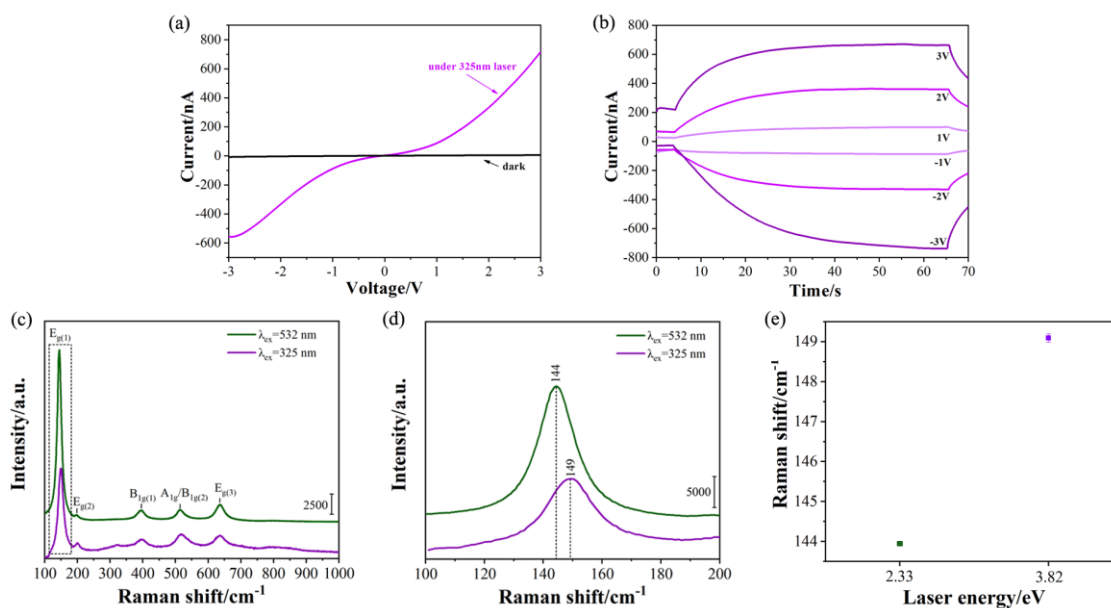 (a)
800
600
400
200
0
-200
-400
-600
Current/nA
under 325nm laser
dark
-3
-2
-1
0
1
2
3
Voltage/V
(b)
800
600
400
200
0
-200
-400
-600
-800
Current/nA
3V
2V
1V
-1V
-2V
-3V
0
10
20
30
40
50
60
70
Time/s
(c)
Intensity/a.u.
Eg(1)
λex=532 nm
λex=325 nm
Eg(2)
B1g(1)
A1g/B1g(2)
Eg(3)
2500
100 200 300 400 500 600 700 800 900 1000
Raman shift/cm-1
(d)
Intensity/a.u.
λex=532 nm
λex=325 nm
144
149
5000
100
120
140
160
180
200
Raman shift/cm-1
(e)
149
148
147
146
145
144
Raman shift/cm-1
2.33
3.82
Laser energy/eV